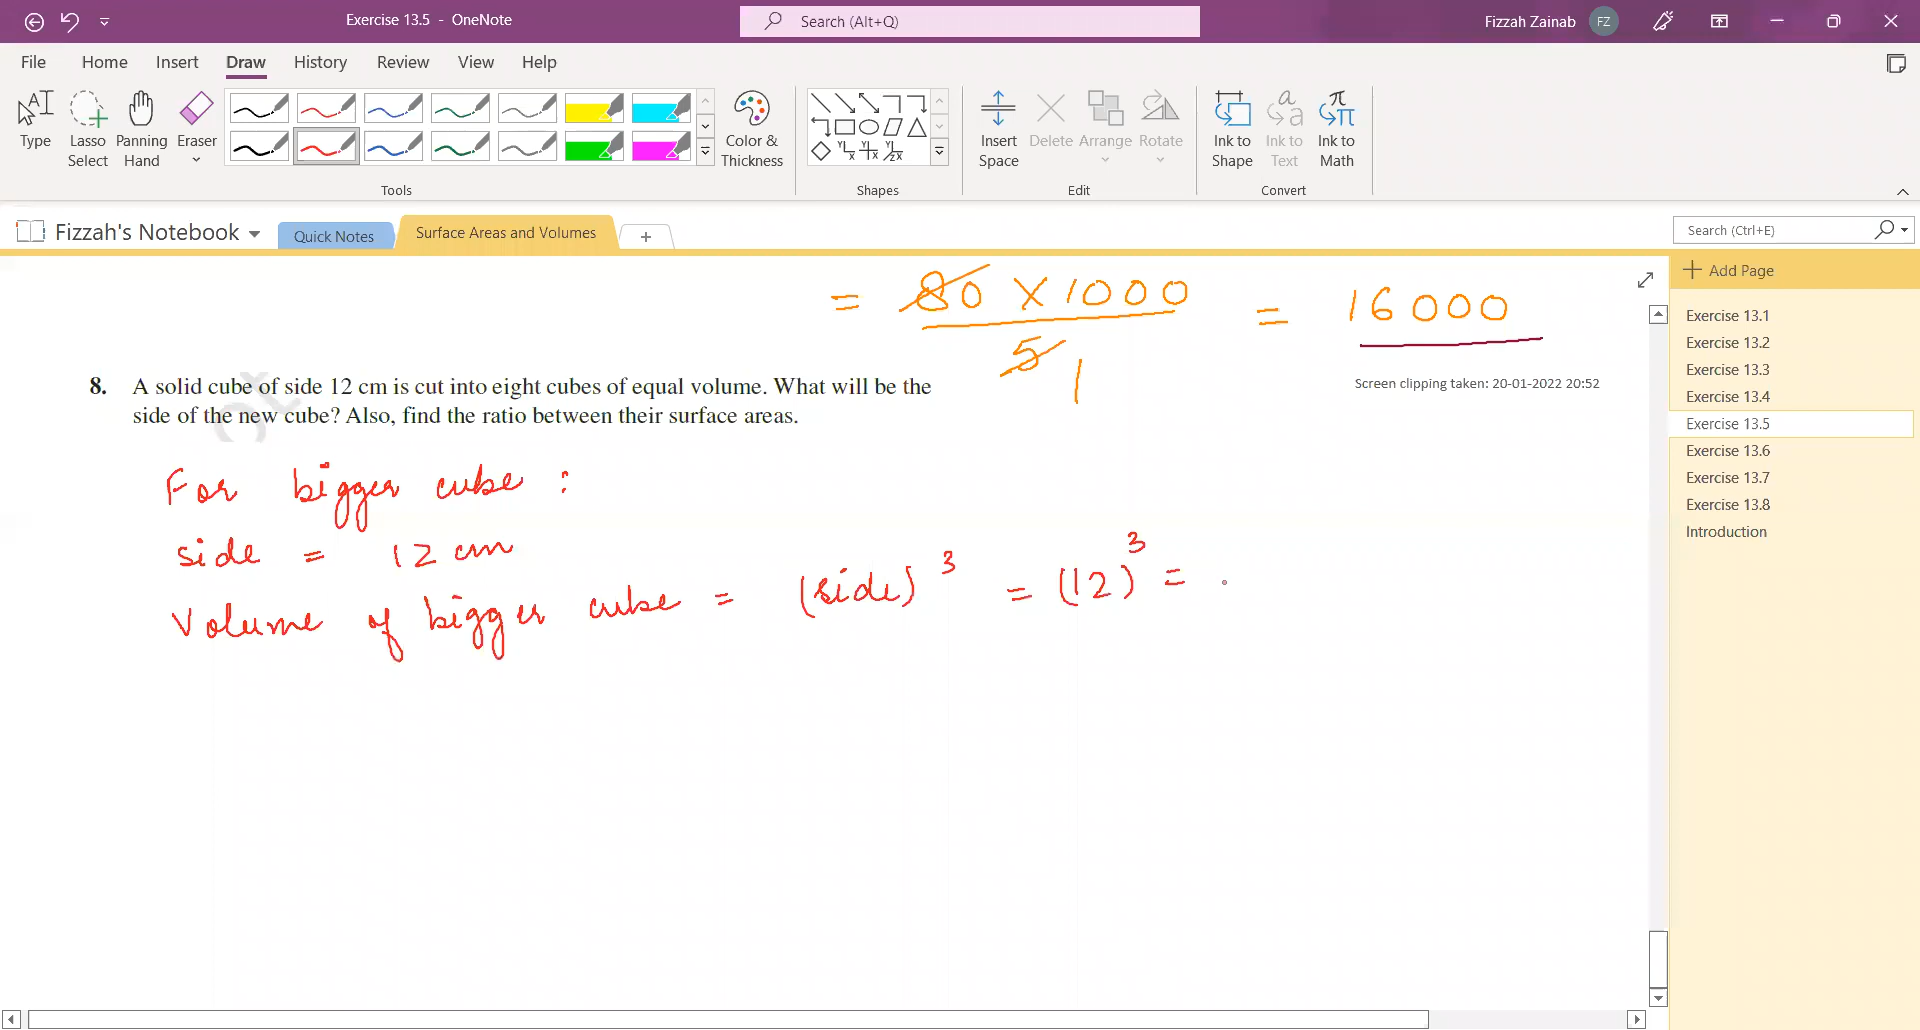 Exercise 13.5 - OneNote
Search (Alt+Q)
Fizzah Zainab
FZ
File Home Insert Draw History Review View Help
Type
Lasso Select
Panning Hand
Eraser
Color & Thickness
Insert Space
Delete
Arrange
Rotate
Ink to Shape
Ink to Text
Ink to Math
Tools
Shapes
Edit
Convert
Fizzah's Notebook
Quick Notes
Surface Areas and Volumes
Search (Ctrl+E)
Add Page
Exercise 13.1
Exercise 13.2
Exercise 13.3
Exercise 13.4
Exercise 13.5
Exercise 13.6
Exercise 13.7
Exercise 13.8
Introduction
= 80 × 1000 = 16000
5 1
Screen clipping taken: 20-01-2022 20:52
8. A solid cube of side 12 cm is cut into eight cubes of equal volume. What will be the
side of the new cube? Also, find the ratio between their surface areas.
For bigger cube :
side = 12 cm
Volume of bigger cube = (side)³ = (12)³ =